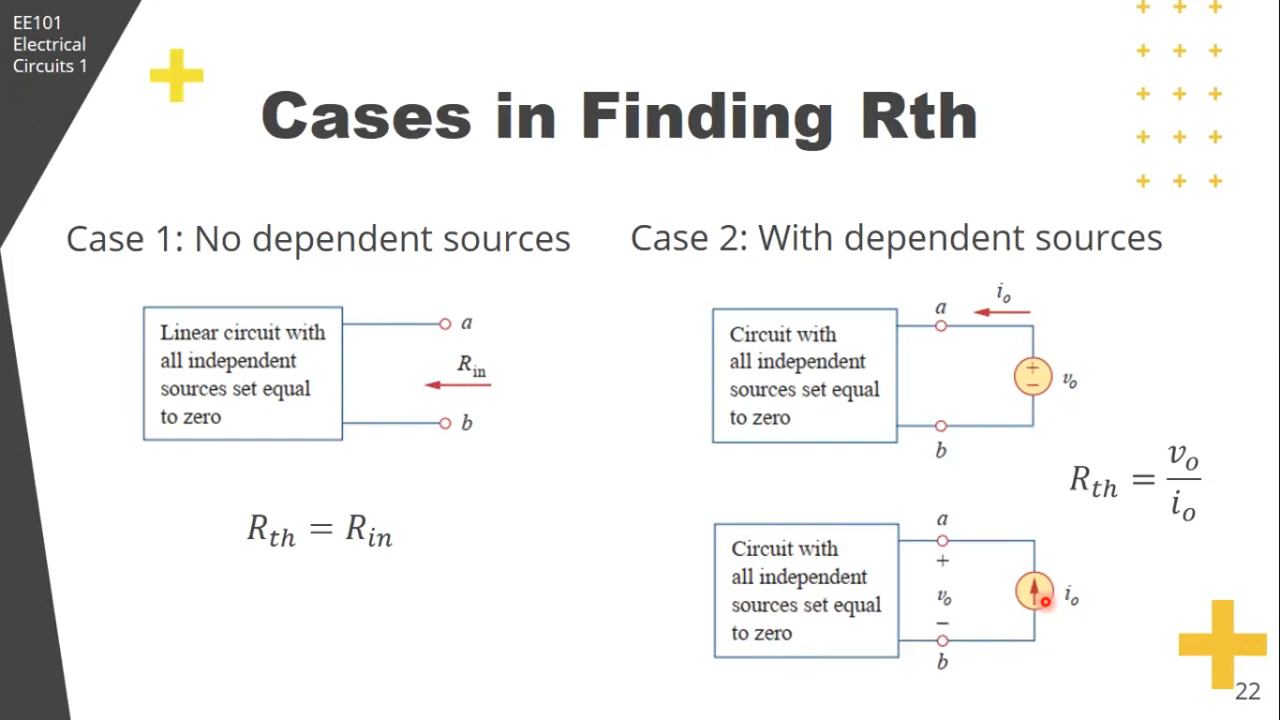 EE101
Electrical
Circuits 1
Cases in Finding Rth
Case 1: No dependent sources
Linear circuit with
all independent
sources set equal
to zero
a
R_in
b
R_th = R_in
Case 2: With dependent sources
Circuit with
all independent
sources set equal
to zero
a
i_o
+
−
v_o
b
R_th = v_o / i_o
Circuit with
all independent
sources set equal
to zero
a
+
v_o
−
b
i_o
22